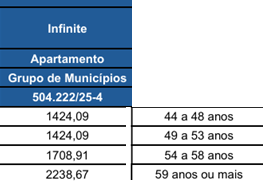 Infinite
Apartamento
Grupo de Municípios
504.222/25-4
1424,09 44 a 48 anos
1424,09 49 a 53 anos
1708,91 54 a 58 anos
2238,67 59 anos ou mais